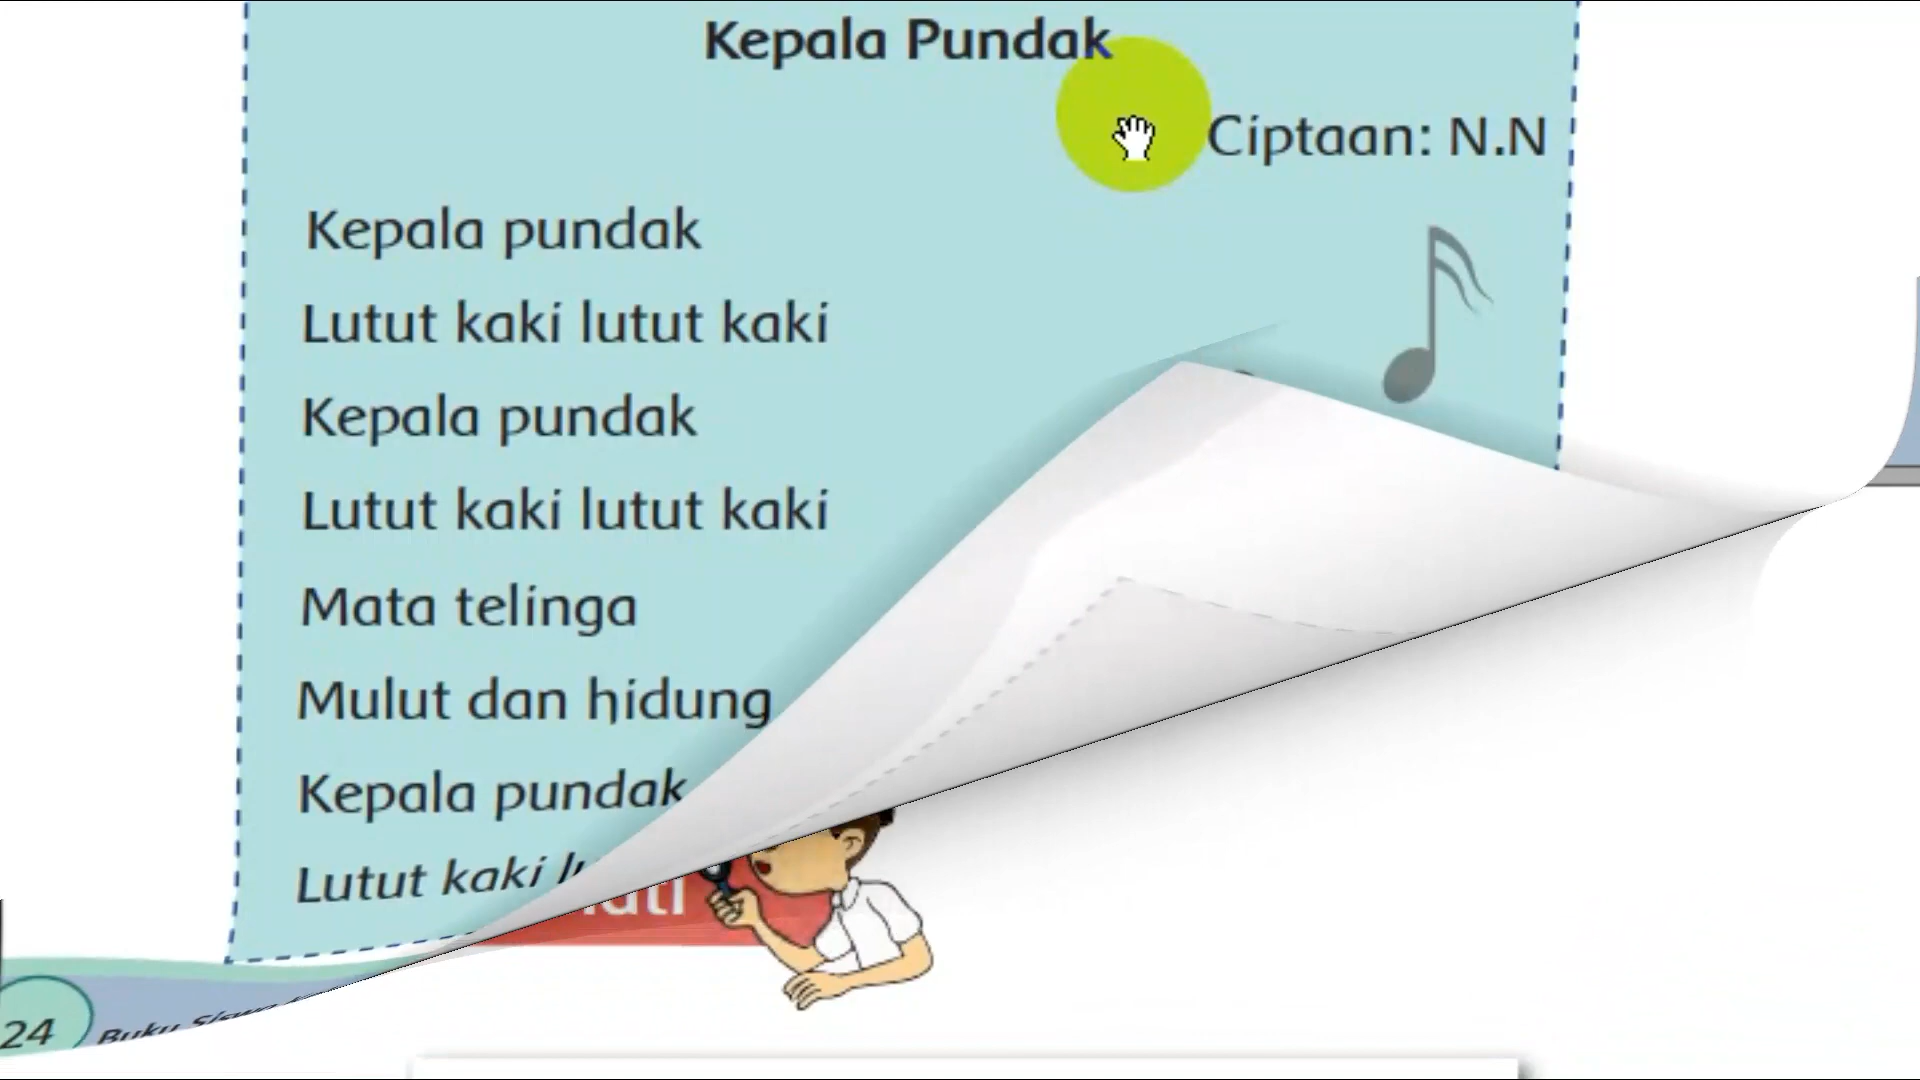 Kepala Pundak
Ciptaan: N.N
Kepala pundak
Lutut kaki lutut kaki
Kepala pundak
Lutut kaki lutut kaki
Mata telinga
Mulut dan hidung
Kepala pundak
Lutut kaki
24
Buku